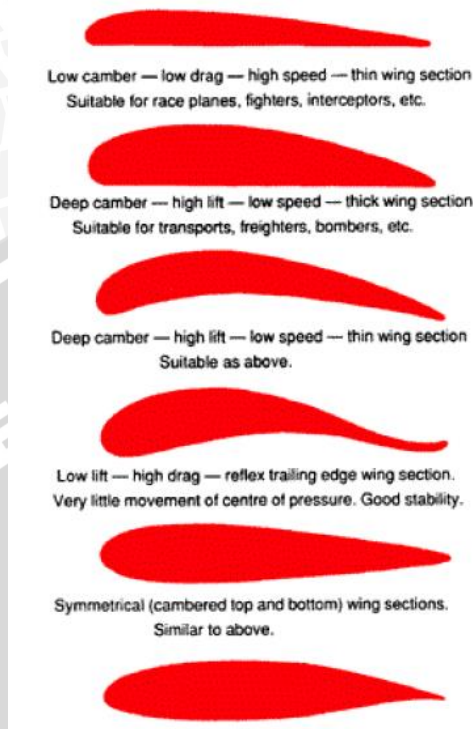 Low camber — low drag — high speed — thin wing section
Suitable for race planes, fighters, interceptors, etc.
Deep camber — high lift — low speed — thick wing section
Suitable for transports, freighters, bombers, etc.
Deep camber — high lift — low speed — thin wing section
Suitable as above.
Low lift — high drag — reflex trailing edge wing section.
Very little movement of centre of pressure. Good stability.
Symmetrical (cambered top and bottom) wing sections.
Similar to above.